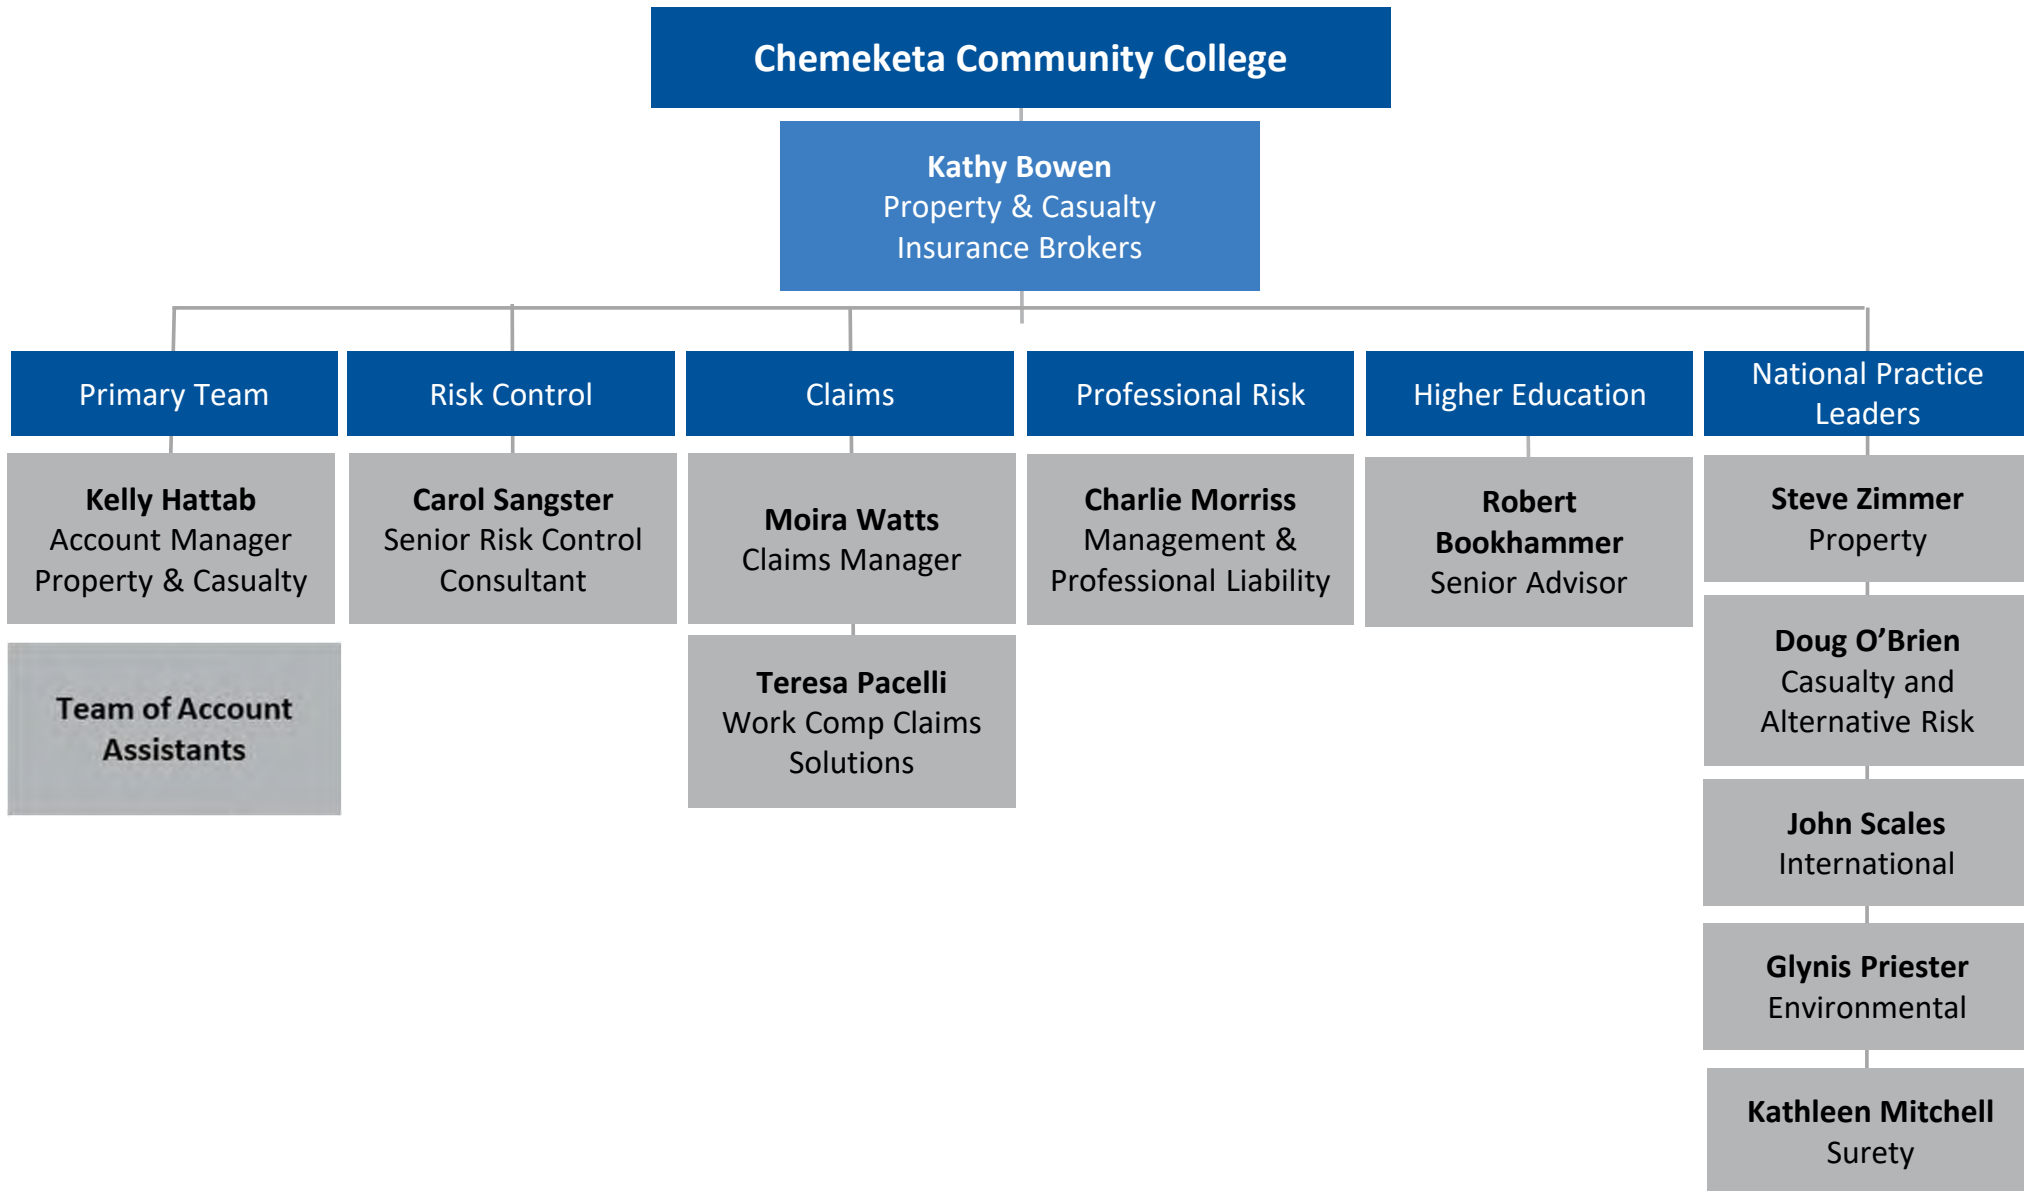 Chemeketa Community College
Kathy Bowen
Property & Casualty
Insurance Brokers
Primary Team
Kelly Hattab
Account Manager
Property & Casualty
Team of Account
Assistants
Risk Control
Carol Sangster
Senior Risk Control
Consultant
Claims
Moira Watts
Claims Manager
Teresa Pacelli
Work Comp Claims
Solutions
Professional Risk
Charlie Morriss
Management &
Professional Liability
Higher Education
Robert
Bookhammer
Senior Advisor
National Practice
Leaders
Steve Zimmer
Property
Doug O’Brien
Casualty and
Alternative Risk
John Scales
International
Glynis Priester
Environmental
Kathleen Mitchell
Surety